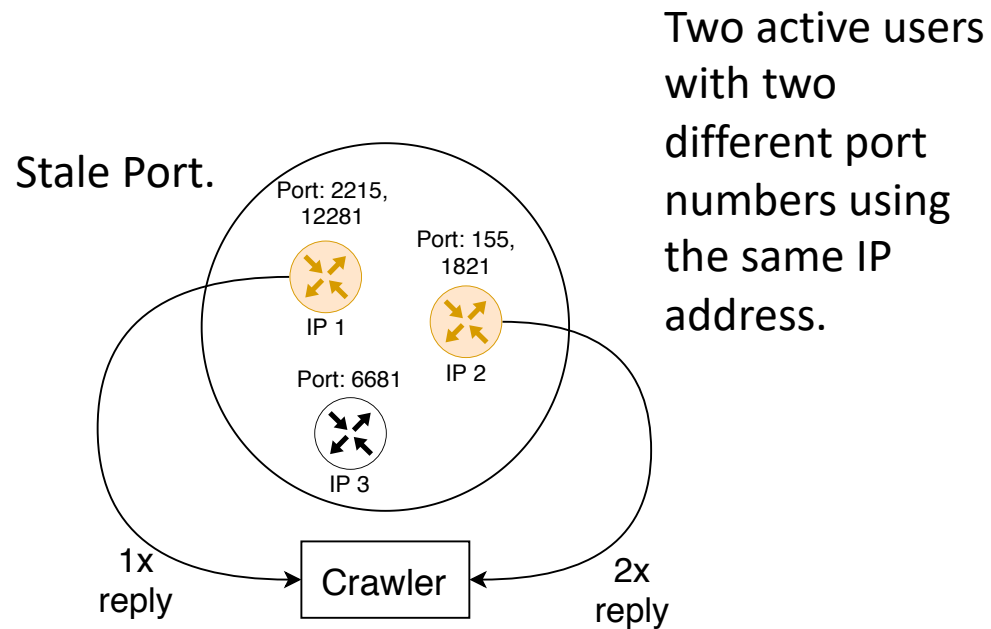 Two active users
with two
different port
numbers using
the same IP
address.
Stale Port.
Port: 2215,
12281
IP 1
Port: 155,
1821
IP 2
Port: 6681
IP 3
1x
reply
Crawler
2x
reply